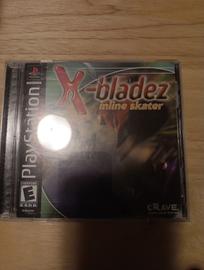 X-bladez
inline skater
PlayStation
E
CRAVE